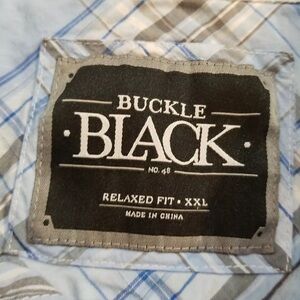 BUCKLE
BLACK
NO. 48
RELAXED FIT • XXL
MADE IN CHINA